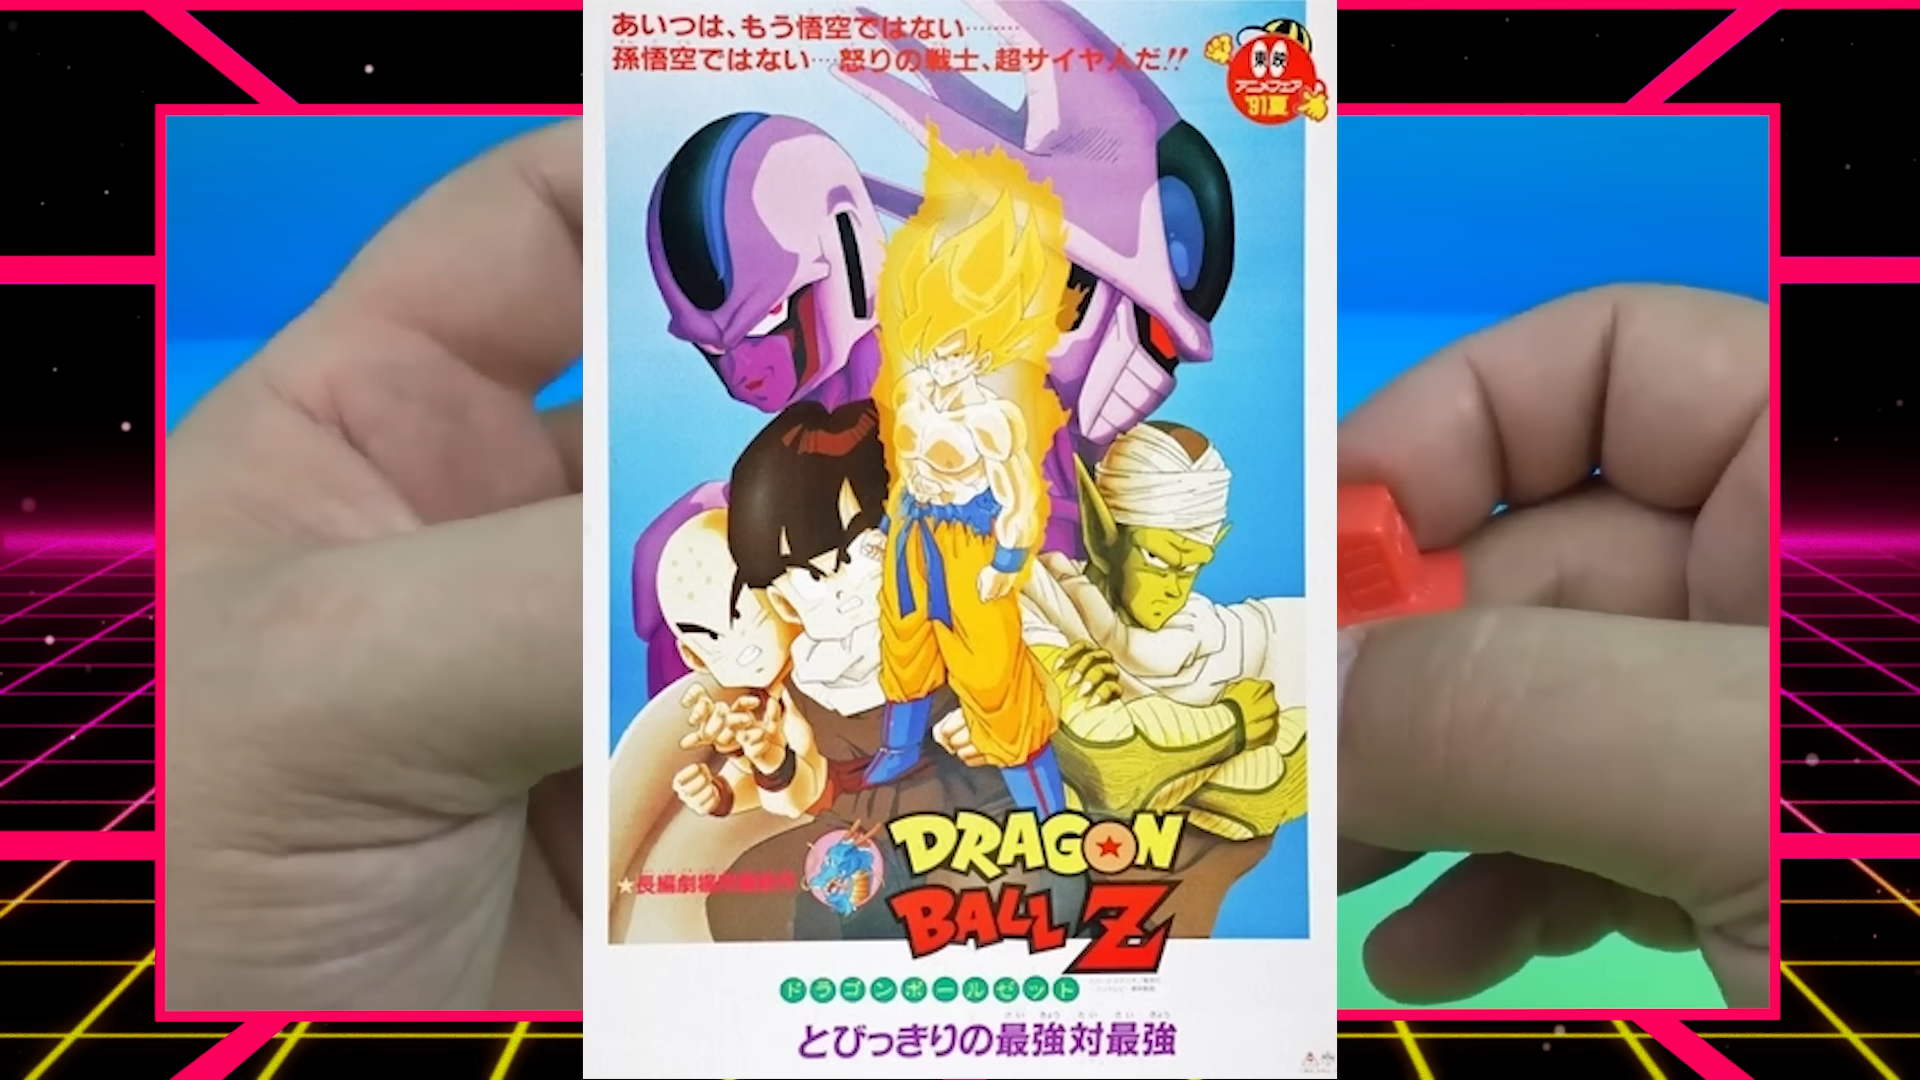 あいつは、もう悟空ではない………
孫悟空ではない…怒りの戦士、超サイヤ人だ!!
東映
アニメフェア
'91夏
DRAGON
BALL Z
ドラゴンボールゼット
とびっきりの最強対最強